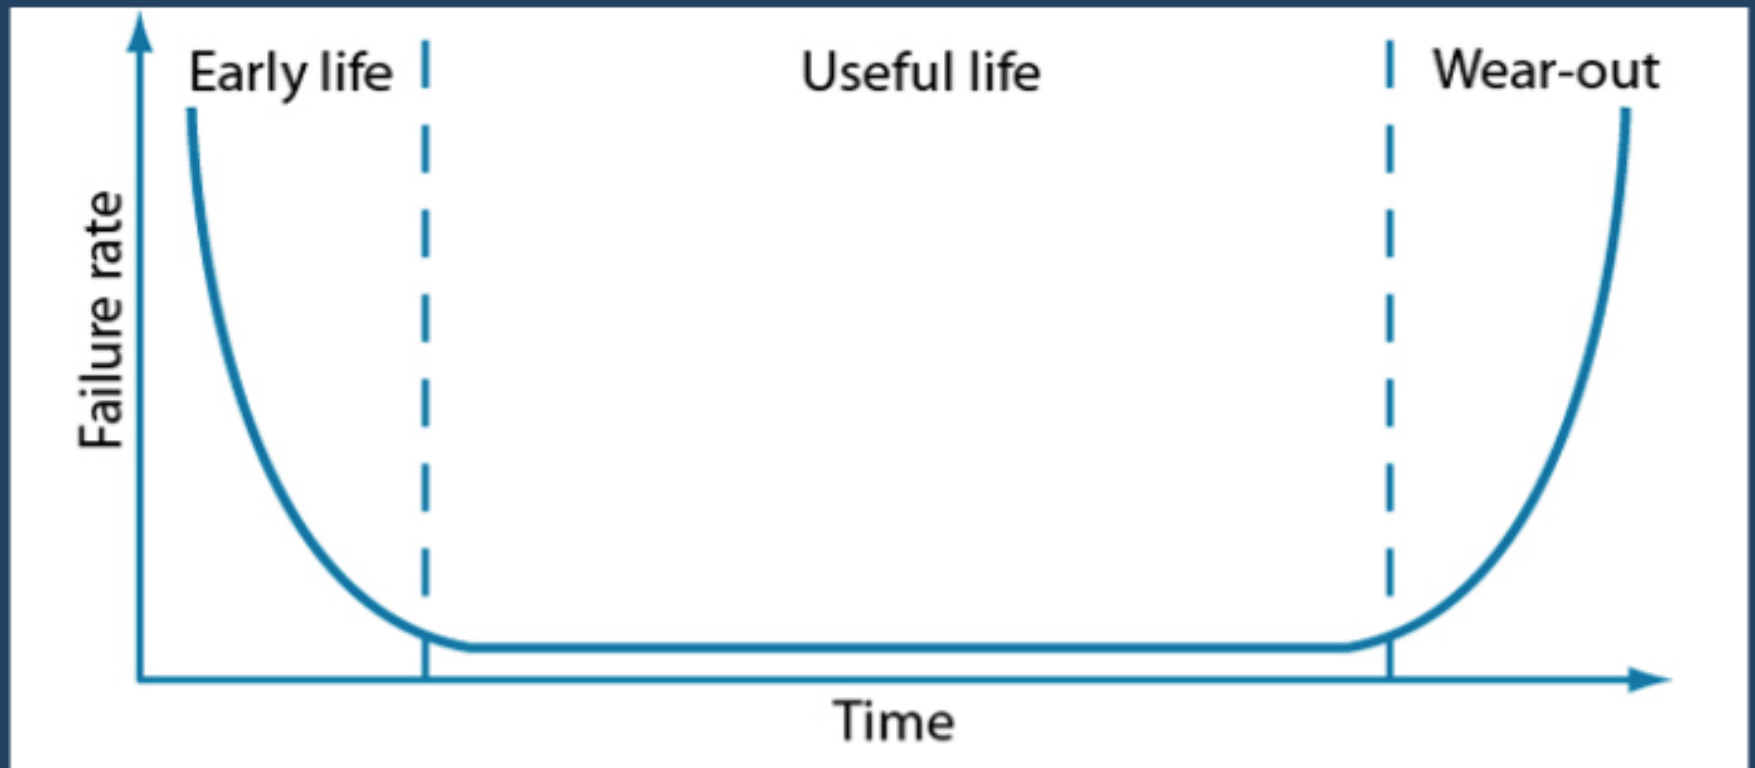 Early life
Useful life
Wear-out
Failure rate
Time